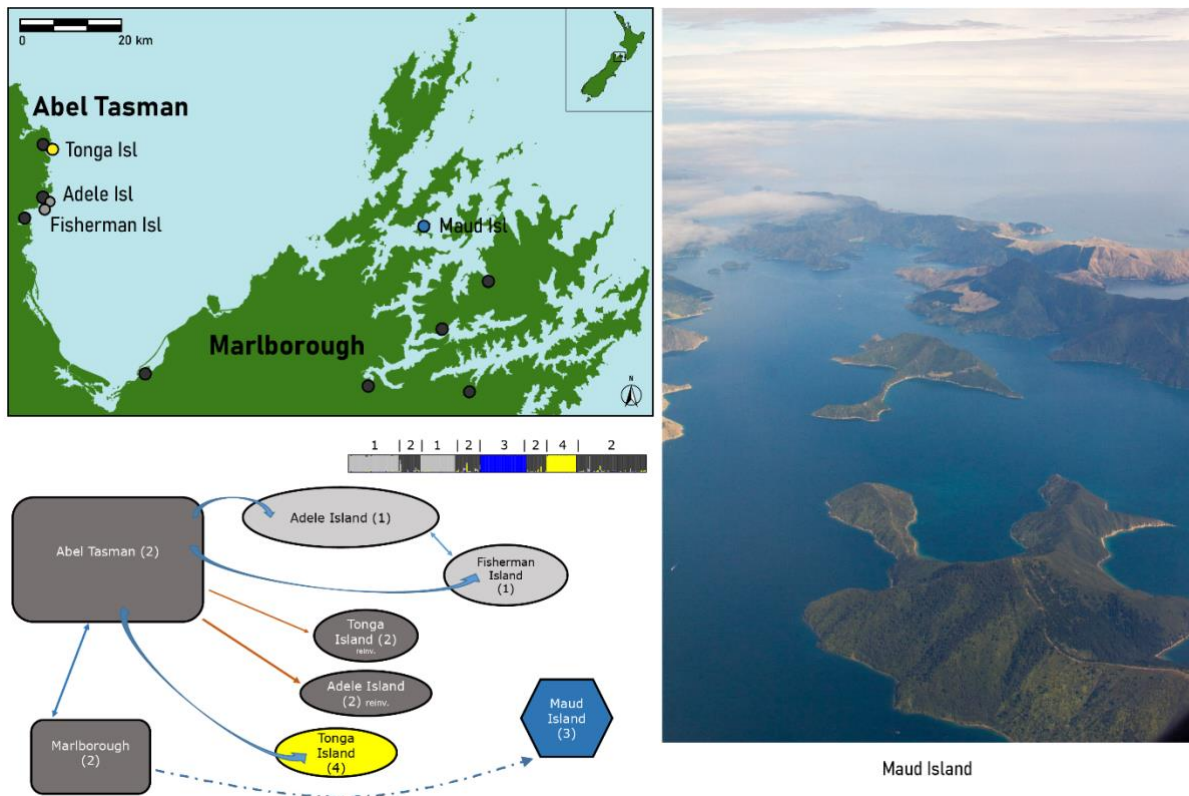 0 20 km
Abel Tasman
Tonga Isl
Adele Isl
Fisherman Isl
Maud Isl
Marlborough
N
1 | 2 | 1 | 2 | 3 | 2 | 4 | 2
Abel Tasman (2)
Adele Island (1)
Fisherman
Island
(1)
Tonga
Island (2)
reinv.
Adele Island
(2) reinv.
Tonga
Island
(4)
Maud
Island
(3)
Marlborough
(2)
Maud Island